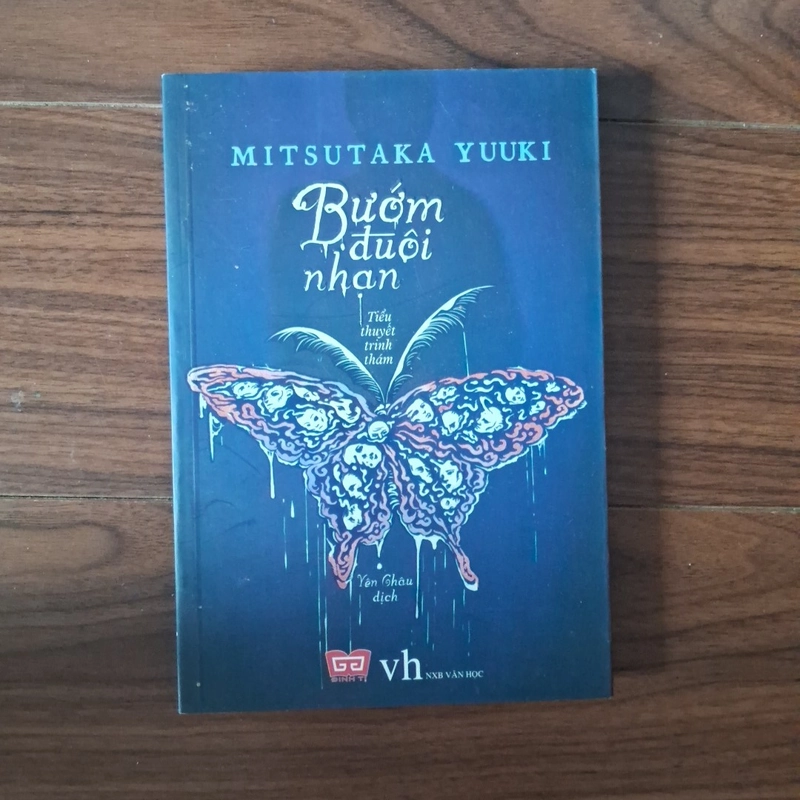 MITSUTAKA YUUKI
Bướm
đuôi
nhạn
Tiểu
thuyết
trinh
thám
Yên Châu
dịch
ĐINH TỊ
vh NXB VĂN HỌC